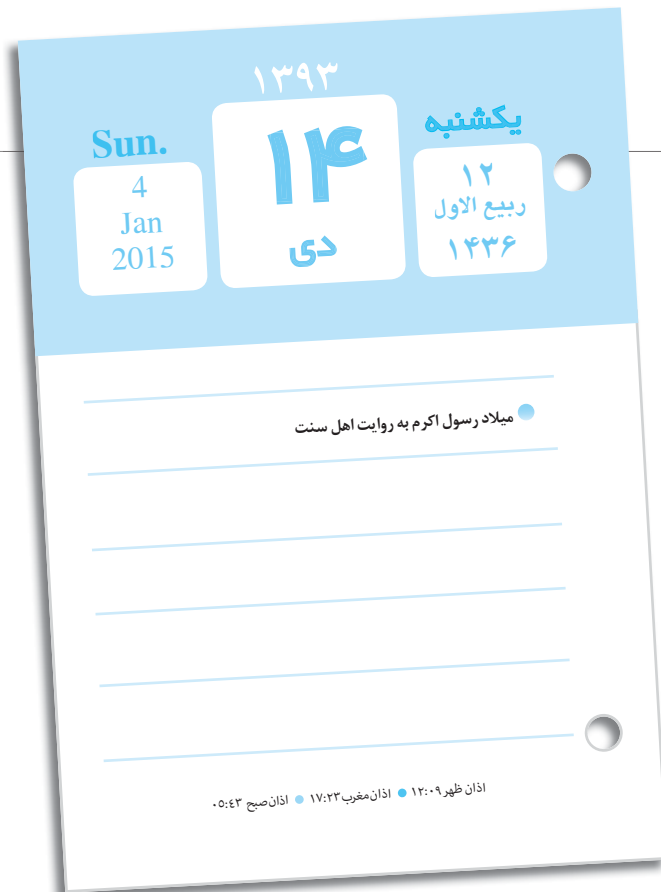 ۱۳۹۳
یکشنبه
۱۲
ربیع الاول
۱۴۳۶
۱۴
دی
Sun.
4
Jan
2015
میلاد رسول اکرم به روایت اهل سنت
اذان ظهر ۱۲:۰۹ ● اذان مغرب ۱۷:۲۳ ● اذان صبح ۰۵:٤۳